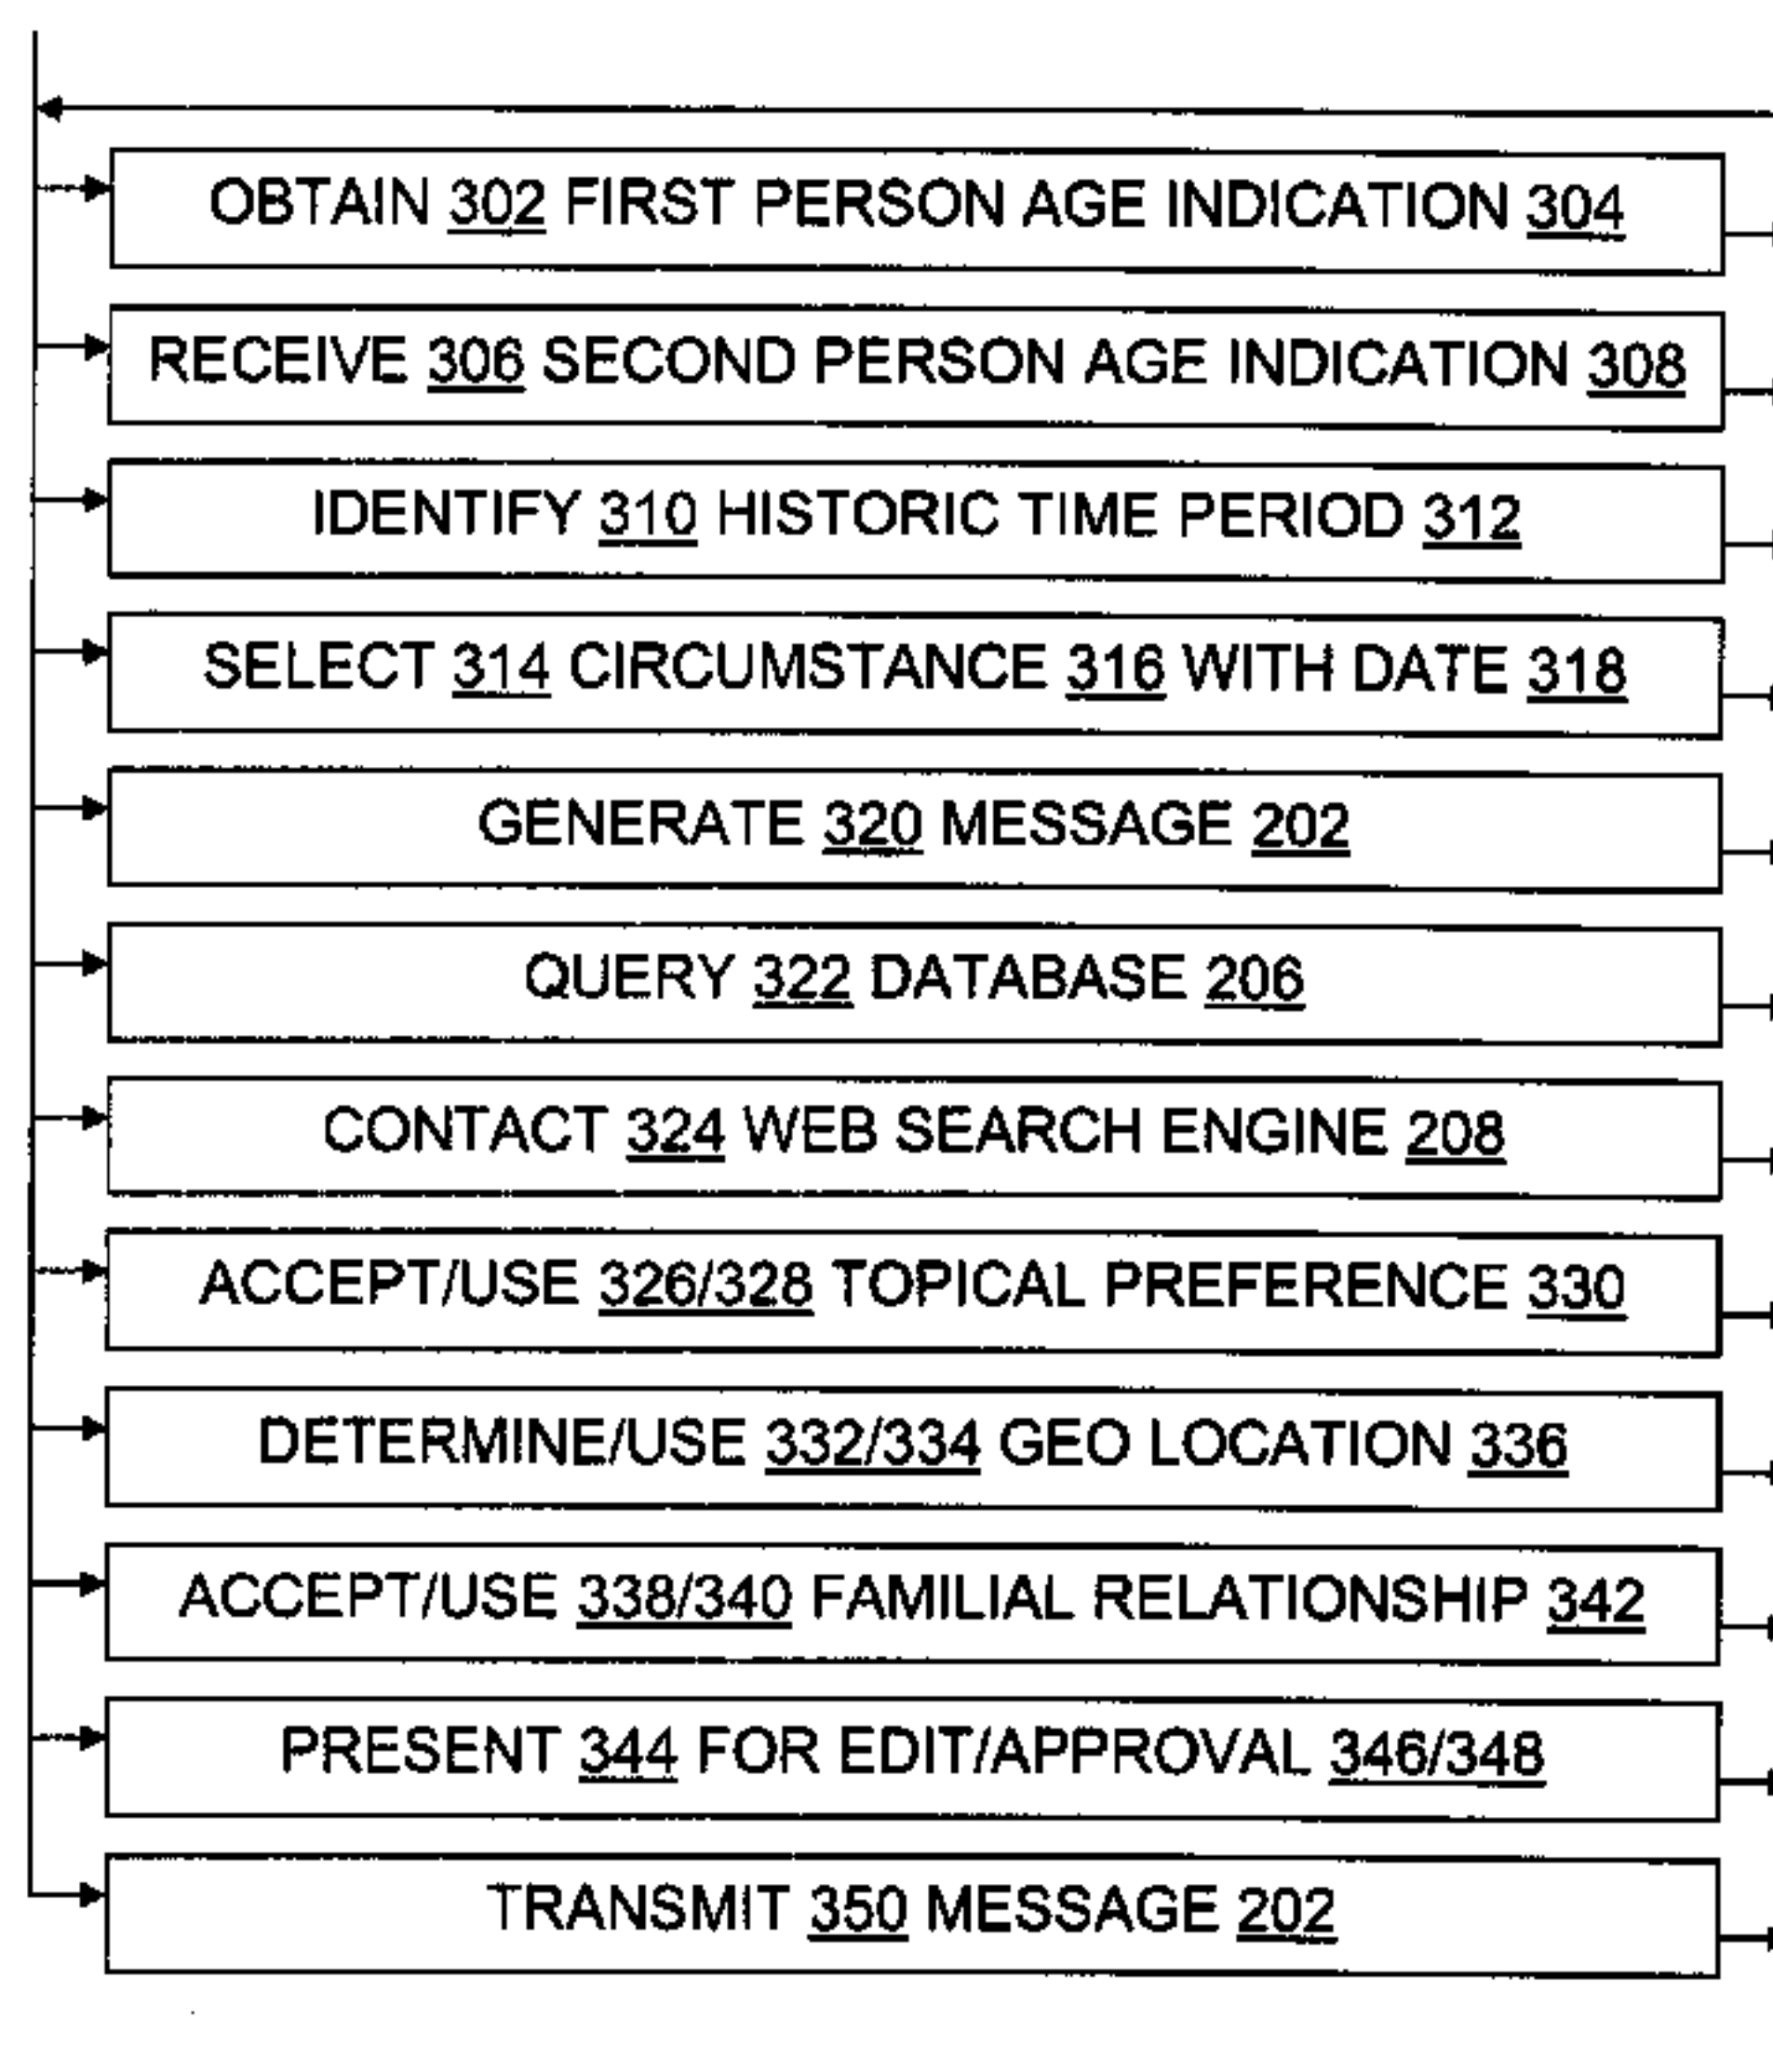 OBTAIN 302 FIRST PERSON AGE INDICATION 304
RECEIVE 306 SECOND PERSON AGE INDICATION 308
IDENTIFY 310 HISTORIC TIME PERIOD 312
SELECT 314 CIRCUMSTANCE 316 WITH DATE 318
GENERATE 320 MESSAGE 202
QUERY 322 DATABASE 206
CONTACT 324 WEB SEARCH ENGINE 208
ACCEPT/USE 326/328 TOPICAL PREFERENCE 330
DETERMINE/USE 332/334 GEO LOCATION 336
ACCEPT/USE 338/340 FAMILIAL RELATIONSHIP 342
PRESENT 344 FOR EDIT/APPROVAL 346/348
TRANSMIT 350 MESSAGE 202